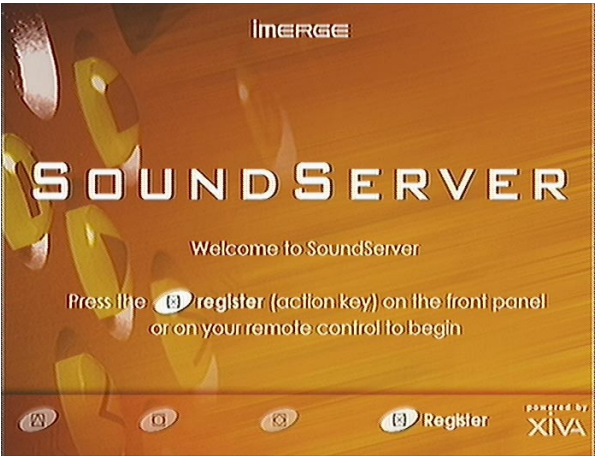 imerge
SOUNDSERVER
Welcome to SoundServer
Press the register (action key) on the front panel
or on your remote control to begin
Register
powered by
XiVA